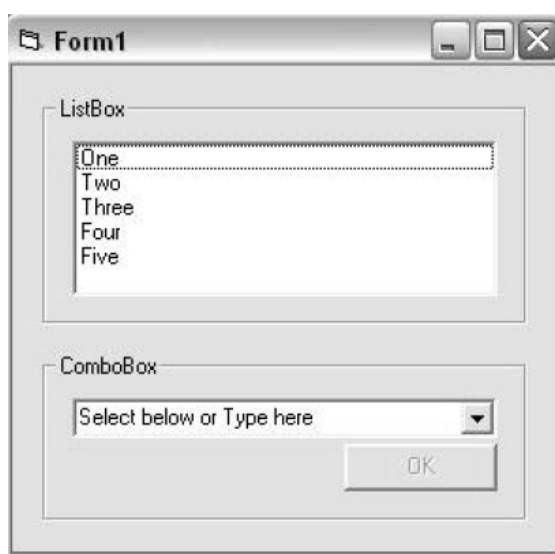 Form1
ListBox
One
Two
Three
Four
Five
ComboBox
Select below or Type here
OK